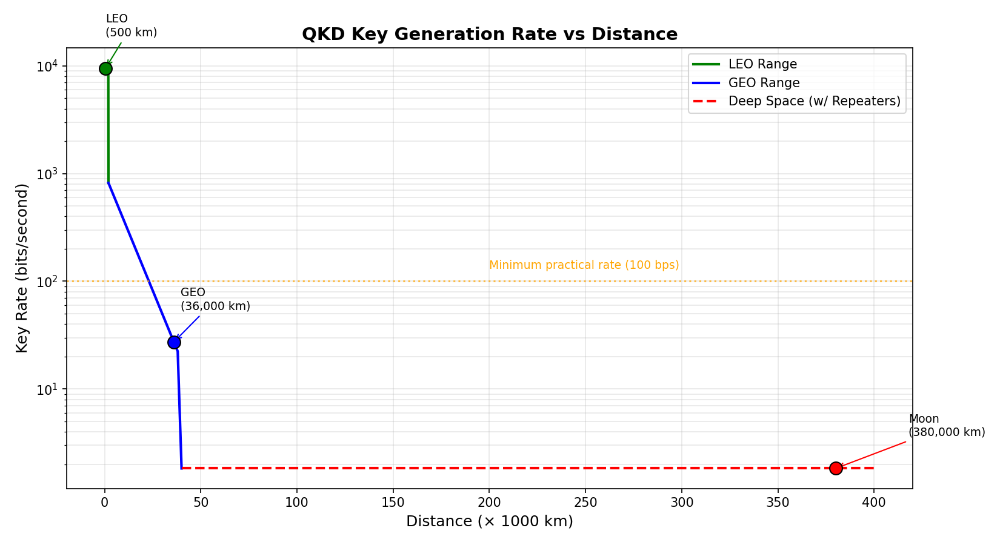 LEO
(500 km)
QKD Key Generation Rate vs Distance
LEO Range
GEO Range
Deep Space (w/ Repeaters)
Key Rate (bits/second)
10⁴
10³
10²
10¹
Minimum practical rate (100 bps)
GEO
(36,000 km)
Moon
(380,000 km)
0 50 100 150 200 250 300 350 400
Distance (× 1000 km)